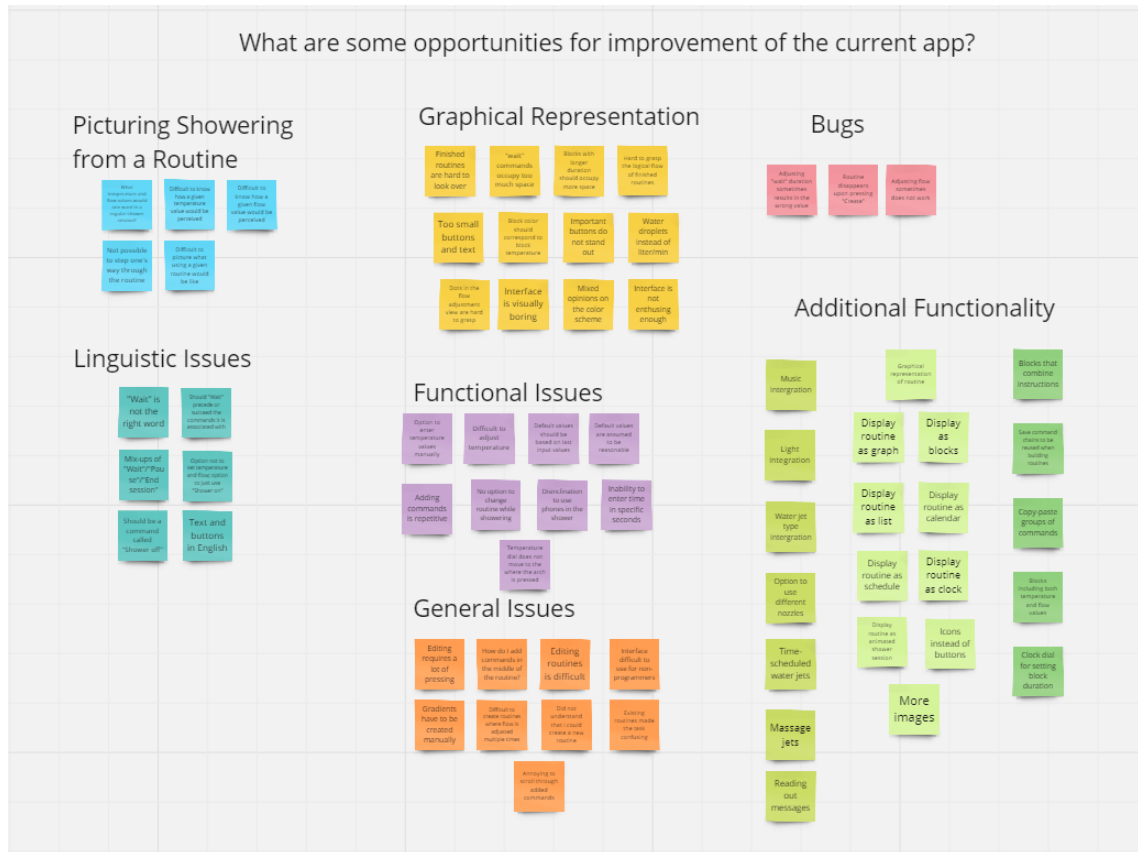 What are some opportunities for improvement of the current app?
Picturing Showering
from a Routine
What
temperature and
flow values would
one want in a
regular shower
session?
Difficult to know
how a given
temperature
value would be
perceived
Difficult to
know how a
given flow
value would be
perceived
Not possible
to step one's
way through
the routine
Difficult to
picture what
using a given
routine would
be like
Linguistic Issues
"Wait" is
not the
right word
Should "Wait"
precede or
succeed the
commands it is
associated with
Mix-ups of
"Wait"/"Pau
se"/"End
session"
Option not to
set temperature
and flow; option
to just use
"Shower on"
Should be a
command
called
"Shower off"
Text and
buttons
in English
Graphical Representation
Finished
routines
are hard to
look over
"wait"
commands
occupy too
much space
Blocks with
longer
duration
should occupy
more space
Hard to grasp
the logical flow
of finished
routines
Too small
buttons
and text
Block color
should
correspond to
block
temperature
Important
buttons do
not stand
out
Water
droplets
instead of
liter/min
Dots in the
flow
adjustment
view are hard
to grasp
Interface
is visually
boring
Mixed
opinions on
the color
scheme
Interface is
not
enthusing
enough
Functional Issues
Option to
enter
temperature
values
manually
Difficult to
adjust
temperature
Default values
should be
based on last
input values
Default values
are assumed
to be
reasonable
Adding
commands
is repetitive
No option to
change
routine while
showering
Disinclination
to use
phones in the
shower
Inability to
enter time
in specific
seconds
Temperature
dial does not
move to the
where the arch
is pressed
General Issues
Editing
requires a
lot of
pressing
How do I add
commands in
the middle of
the routine?
Editing
routines
is difficult
Interface
difficult to
use for non-
programmers
Gradients
have to be
created
manually
Difficult to
create routines
where flow is
adjusted
multiple times
Did not
understand
that I could
create a new
routine
Existing
routines made
the task
confusing
Annoying to
scroll through
added
commands
Bugs
Adjusting
"wait" duration
sometimes
results in the
wrong value
Routine
disappears
upon pressing
"Create"
Adjusting flow
sometimes
does not work
Additional Functionality
Music
intergration
Light
integration
Water jet
type
intergration
Option to
use
different
nozzles
Time-
scheduled
water jets
Massage
jets
Reading
out
messages
Graphical
representation
of routine
Display
routine
as graph
Display
as
blocks
Display
routine
as list
Display
routine as
calendar
Display
routine as
schedule
Display
routine
as clock
Display
routine as
animated
shower
session
Icons
instead of
buttons
More
images
Blocks that
combine
instructions
Save command
chains to be
reused when
building
routines
Copy-paste
groups of
commands
Blocks
including both
temperature
and flow
values
Clock dial
for setting
block
duration